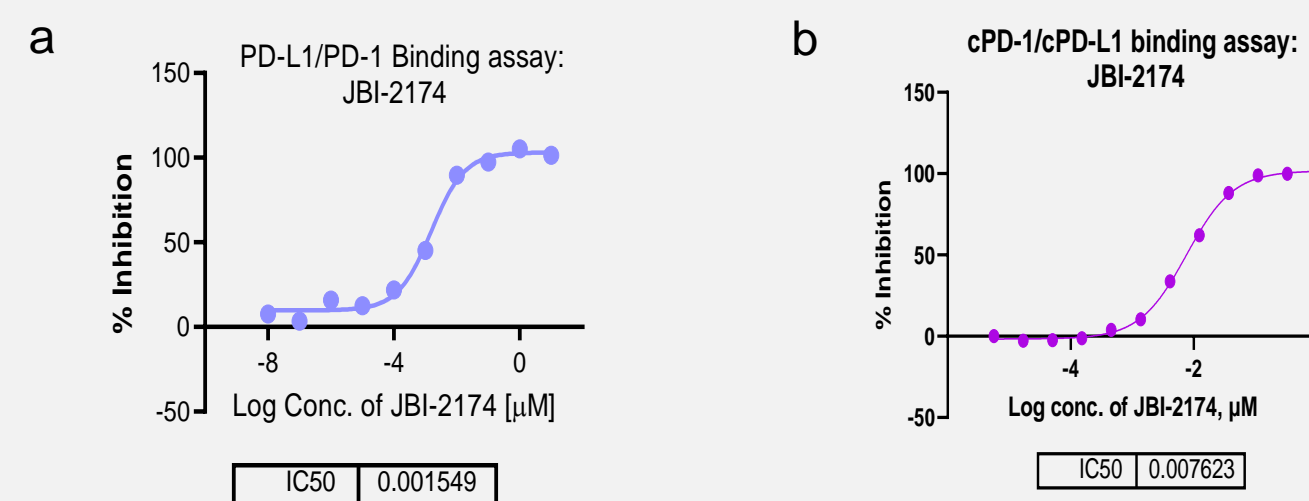 a
PD-L1/PD-1 Binding assay:
JBI-2174
150
100
50
0
-50
% Inhibition
-8
-4
0
Log Conc. of JBI-2174 [μM]
IC50 0.001549
b
cPD-1/cPD-L1 binding assay:
JBI-2174
150
100
50
0
-50
% Inhibition
-4
-2
Log conc. of JBI-2174, μM
IC50 0.007623